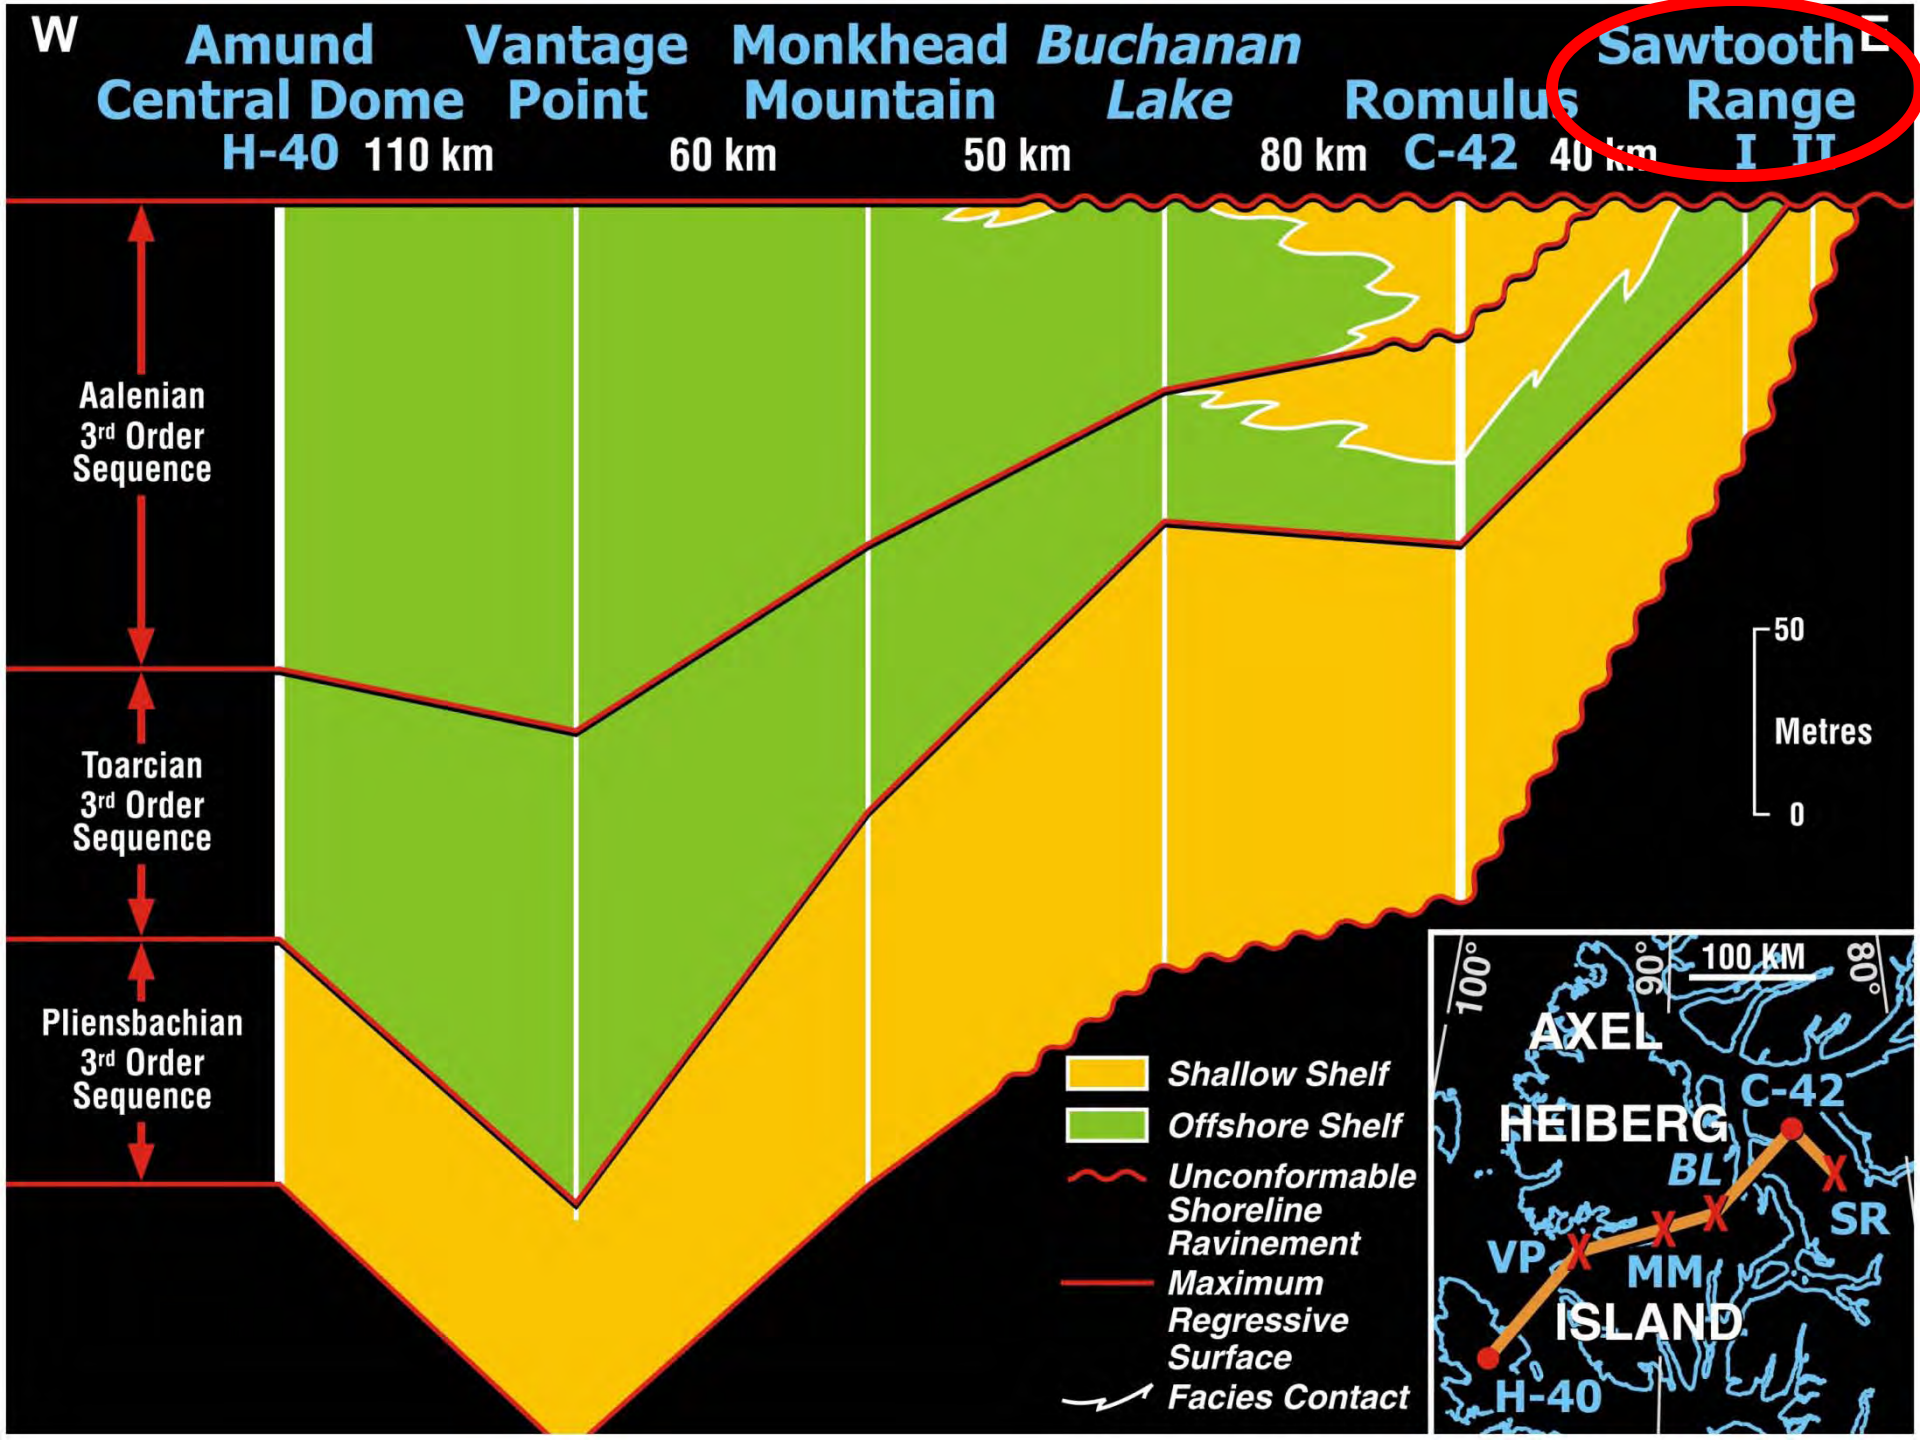 W
E
Amund
Central Dome
H-40
110 km
Vantage
Point
60 km
Monkhead
Mountain
50 km
Buchanan
Lake
80 km
Romulus
C-42
40 km
Sawtooth
Range
I II
Aalenian
3rd Order
Sequence
Toarcian
3rd Order
Sequence
Pliensbachian
3rd Order
Sequence
50
Metres
0
Shallow Shelf
Offshore Shelf
Unconformable
Shoreline
Ravinement
Maximum
Regressive
Surface
Facies Contact
100°
90°
100 KM
80°
AXEL
C-42
HEIBERG
BL
SR
VP
MM
ISLAND
H-40